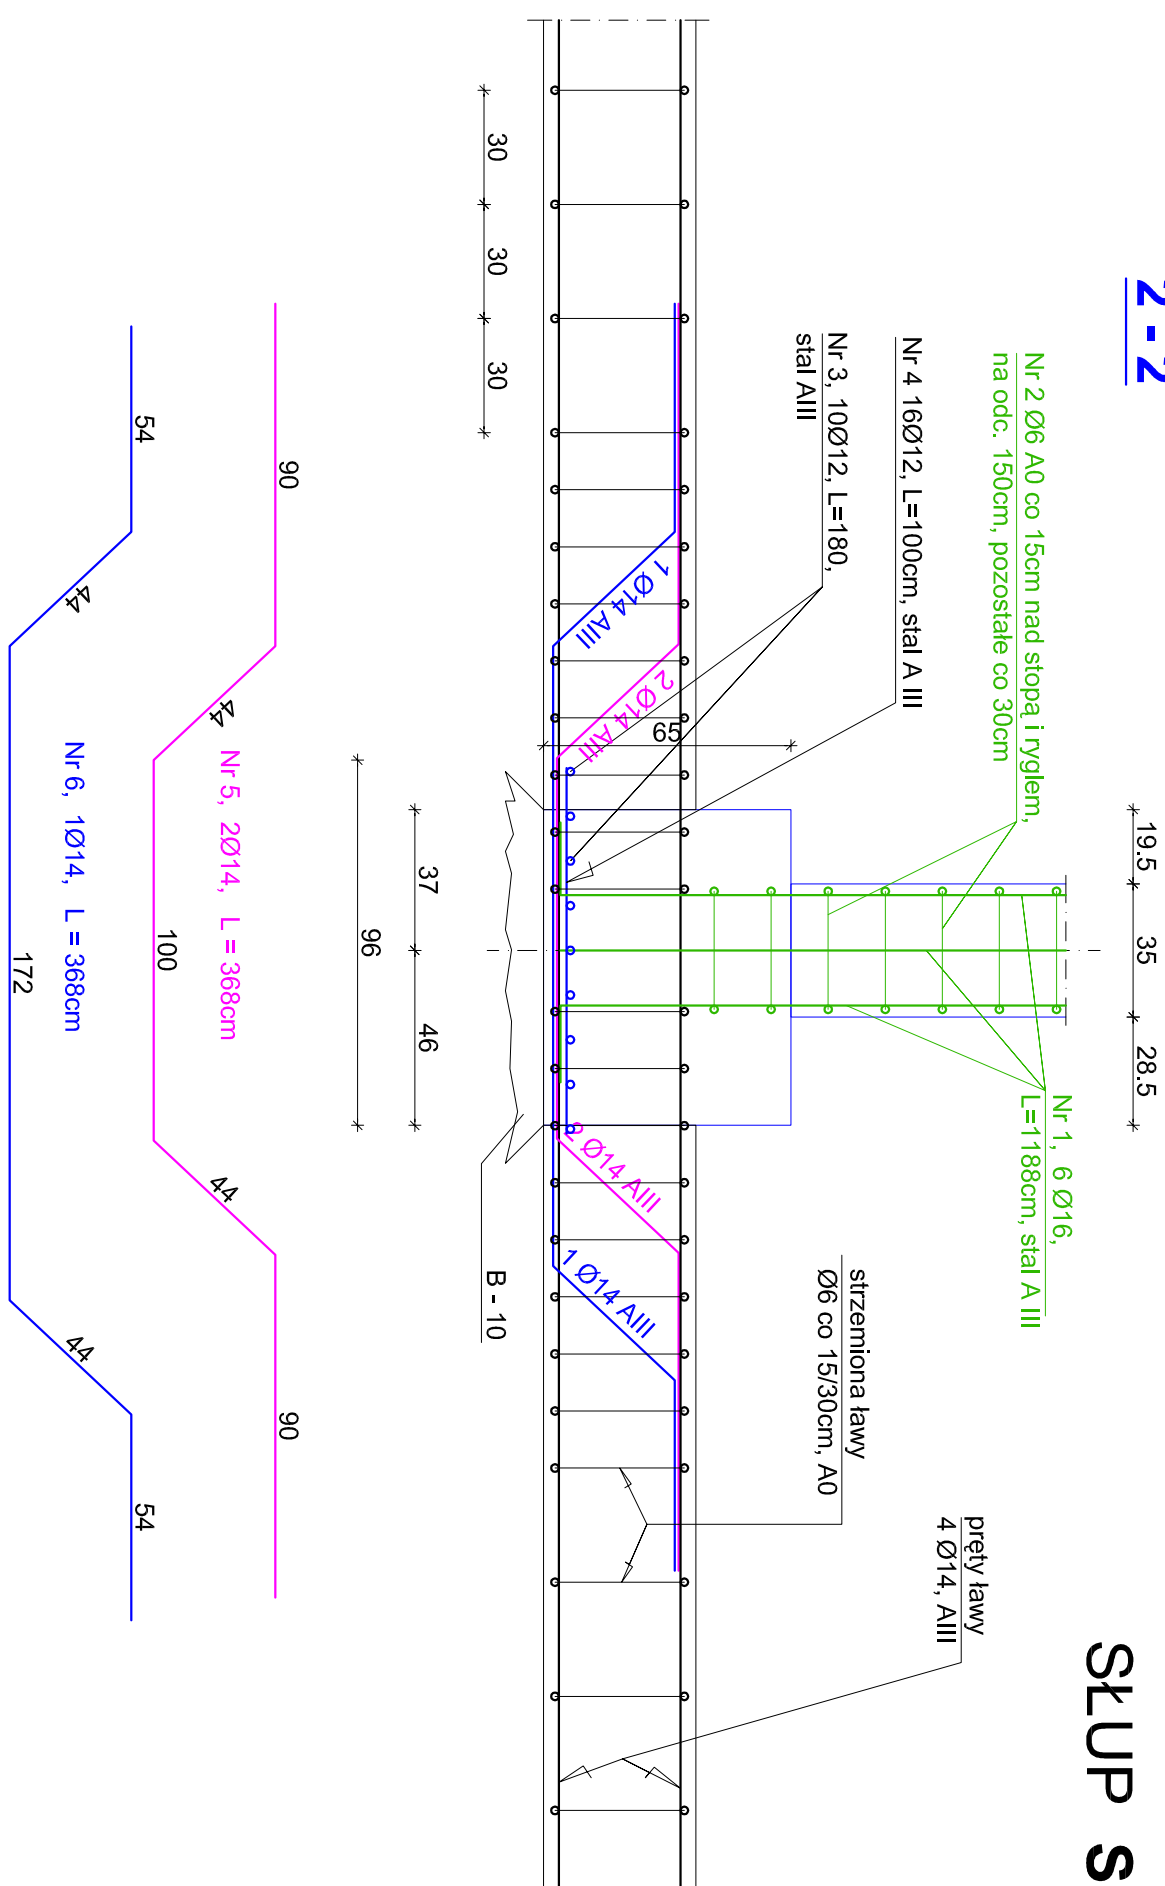 2 - 2
SŁUP S
19.5
35
28.5
Nr 2 Ø6 A0 co 15cm nad stopą i ryglem,
na odc. 150cm, pozostałe co 30cm
Nr 1, 6 Ø16,
L=1188cm, stal A III
Nr 4 16Ø12, L=100cm, stal A III
Nr 3, 10Ø12, L=180,
stal AIII
strzemiona ławy
Ø6 co 15/30cm, A0
pręty ławy
4 Ø14, AIII
65
1 Ø14 AIII
2 Ø14 AIII
2 Ø14 AIII
1 Ø14 AIII
30
30
30
B - 10
37
46
96
90
44
100
44
90
Nr 5, 2Ø14, L = 368cm
54
44
172
44
54
Nr 6, 1Ø14, L = 368cm